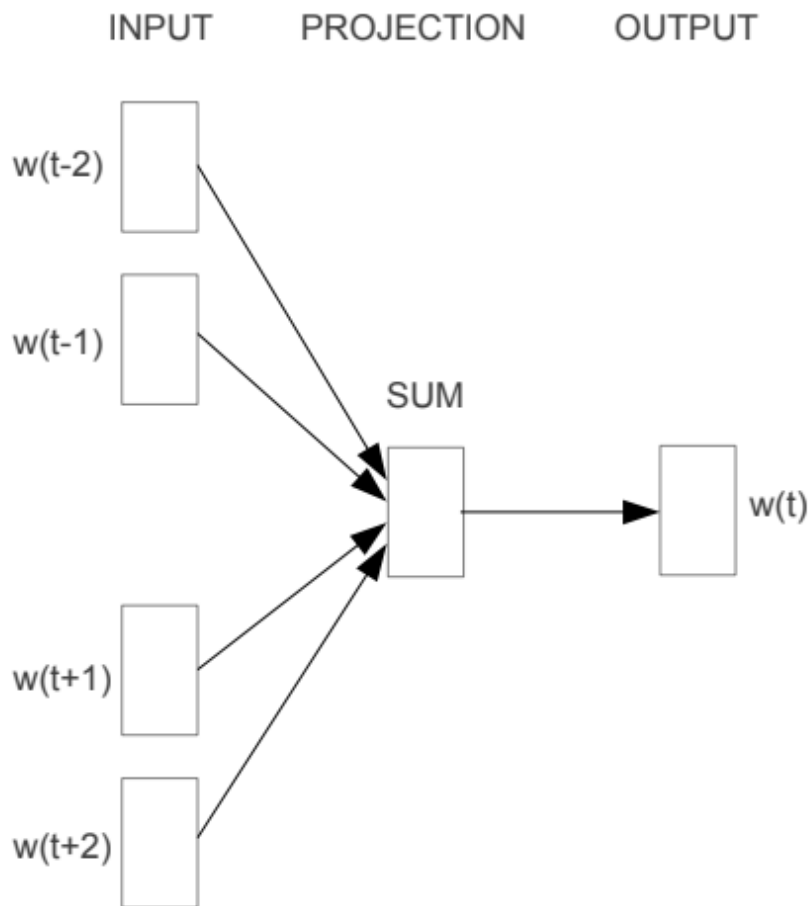 INPUT PROJECTION OUTPUT
w(t-2)
w(t-1)
SUM
w(t)
w(t+1)
w(t+2)